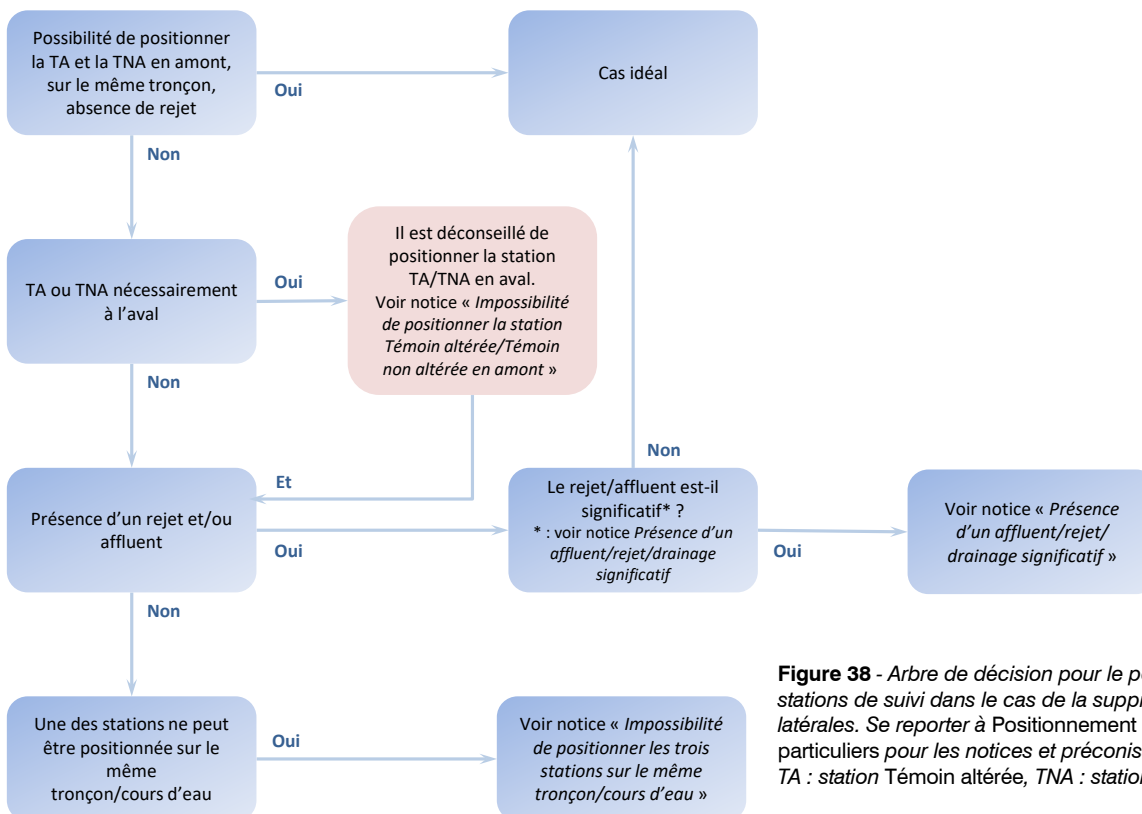 Possibilité de positionner
la TA et la TNA en amont,
sur le même tronçon,
absence de rejet
Oui
Cas idéal
Non
TA ou TNA nécessairement
à l’aval
Oui
Il est déconseillé de
positionner la station
TA/TNA en aval.
Voir notice « Impossibilité
de positionner la station
Témoin altérée/Témoin
non altérée en amont »
Non
Et
Présence d’un rejet et/ou
affluent
Oui
Non
Le rejet/affluent est-il
significatif* ?
* : voir notice Présence d’un
affluent/rejet/drainage
significatif
Oui
Voir notice « Présence
d’un affluent/rejet/
drainage significatif »
Non
Une des stations ne peut
être positionnée sur le
même
tronçon/cours d’eau
Oui
Voir notice « Impossibilité
de positionner les trois
stations sur le même
tronçon/cours d’eau »
Figure 38 - Arbre de décision pour le
stations de suivi dans le cas de la
latérales. Se reporter à Positionnement
particuliers pour les notices et
TA : station Témoin altérée, TNA :